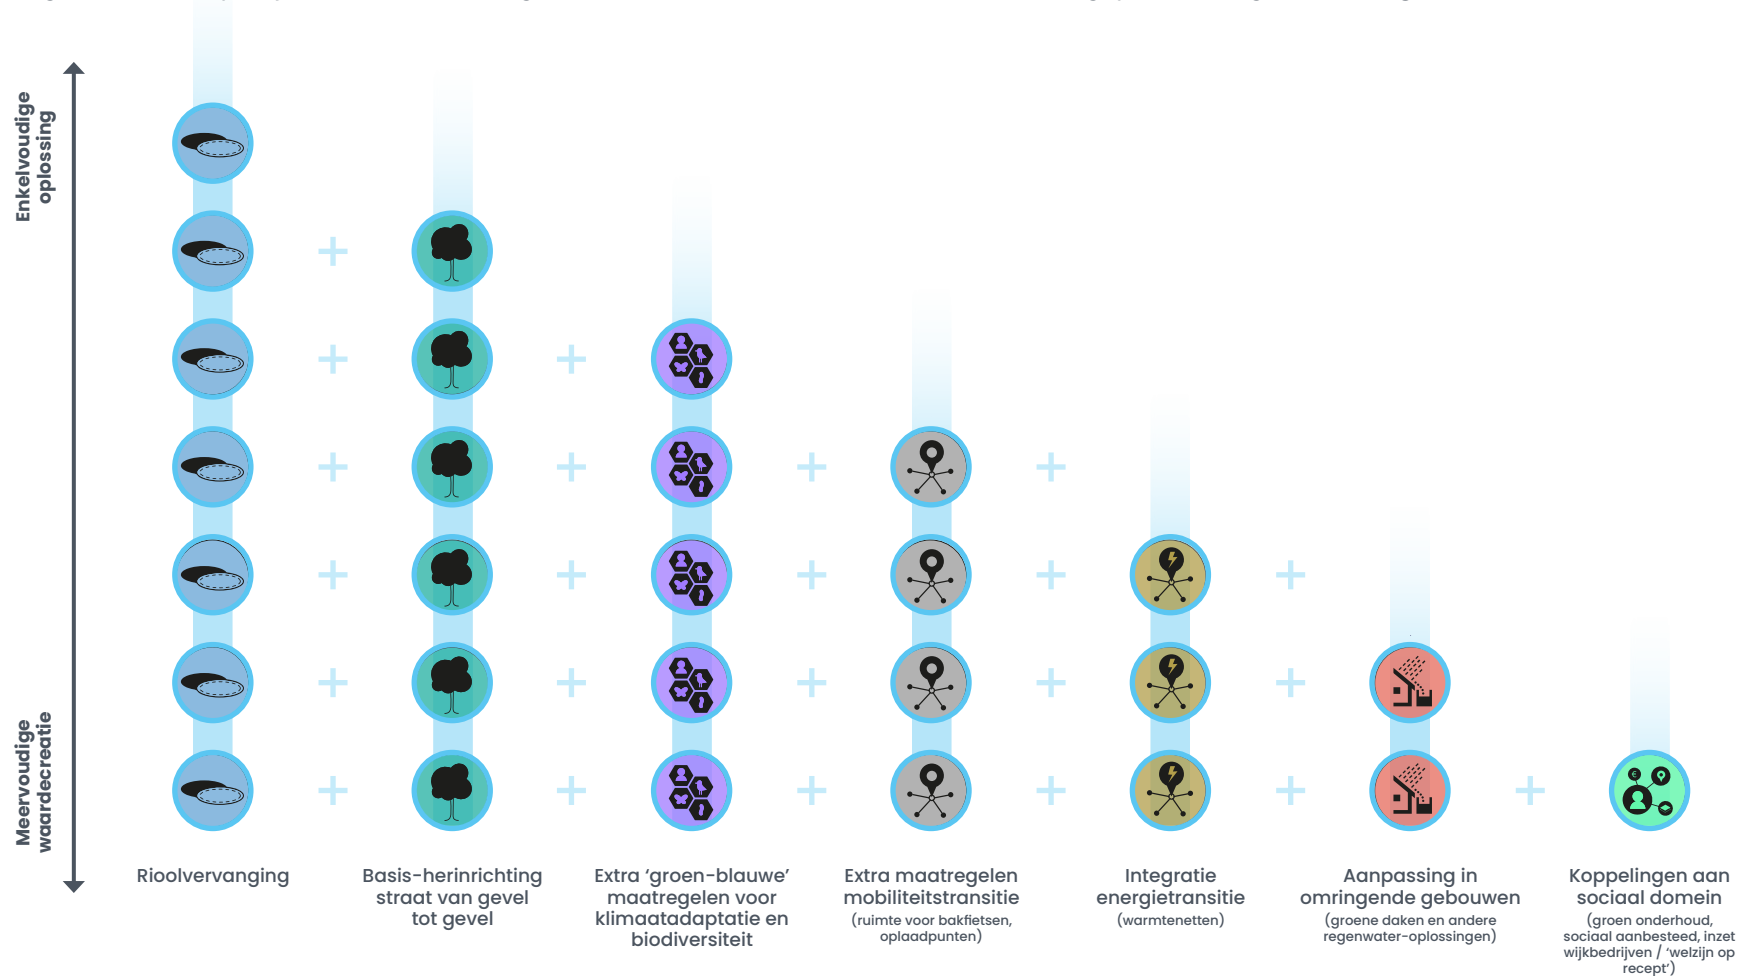 Enkelvoudige
oplossing
Meervoudige
waardecreatie
Rioolvervanging
Basis-herinrichting
straat van gevel
tot gevel
Extra ‘groen-blauwe’
maatregelen voor
klimaatadaptatie en
biodiversiteit
Extra maatregelen
mobiliteitstransitie
(ruimte voor bakfietsen,
oplaadpunten)
Integratie
energietransitie
(warmtenetten)
Aanpassing in
omringende gebouwen
(groene daken en andere
regenwater-oplossingen)
Koppelingen aan
sociaal domein
(groen onderhoud,
sociaal aanbesteed, inzet
wijkbedrijven / ‘welzijn op
recept’)